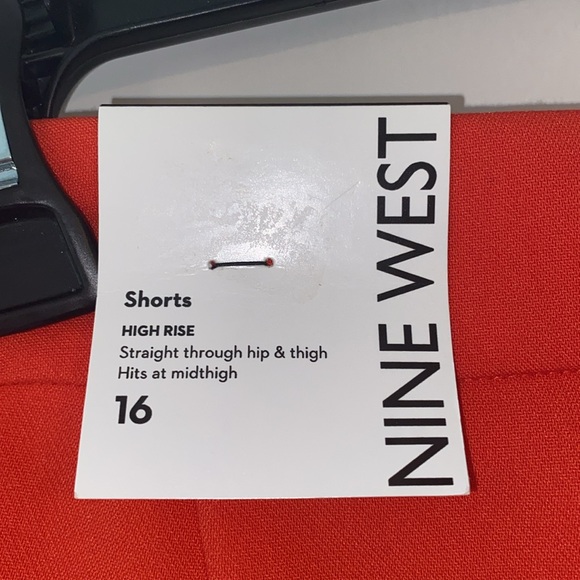 Shorts
HIGH RISE
Straight through hip & thigh
Hits at midthigh
16
NINE WEST